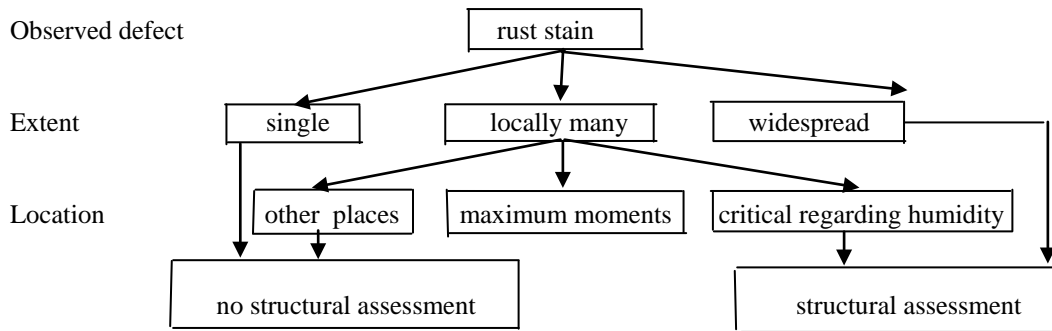 Observed defect rust stain
Extent single locally many widespread
Location other places maximum moments critical regarding humidity
no structural assessment structural assessment